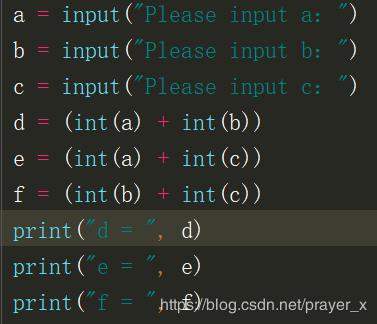 a = input("Please input a: ")
b = input("Please input b: ")
c = input("Please input c: ")
d = (int(a) + int(b))
e = (int(a) + int(c))
f = (int(b) + int(c))
print("d = ", d)
print("e = ", e)
print("f = ", f)
https://blog.csdn.net/prayer_x